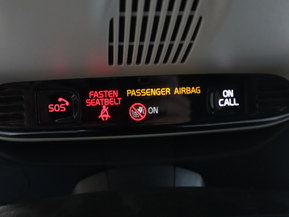 FASTEN
SEATBELT
PASSENGER AIRBAG
ON
CALL
SOS
ON